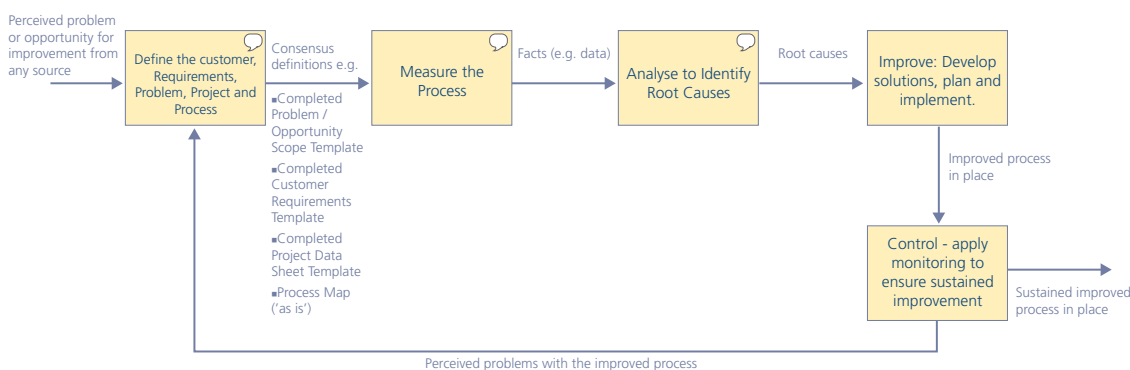 Perceived problem
or opportunity for
improvement from
any source
Define the customer,
Requirements,
Problem, Project and
Process
Consensus
definitions e.g.
▪Completed
Problem /
Opportunity
Scope Template
▪Completed
Customer
Requirements
Template
▪Completed
Project Data
Sheet Template
▪Process Map
('as is')
Measure the
Process
Facts (e.g. data)
Analyse to Identify
Root Causes
Root causes
Improve: Develop
solutions, plan and
implement.
Improved process
in place
Control - apply
monitoring to
ensure sustained
improvement
Sustained improved
process in place
Perceived problems with the improved process